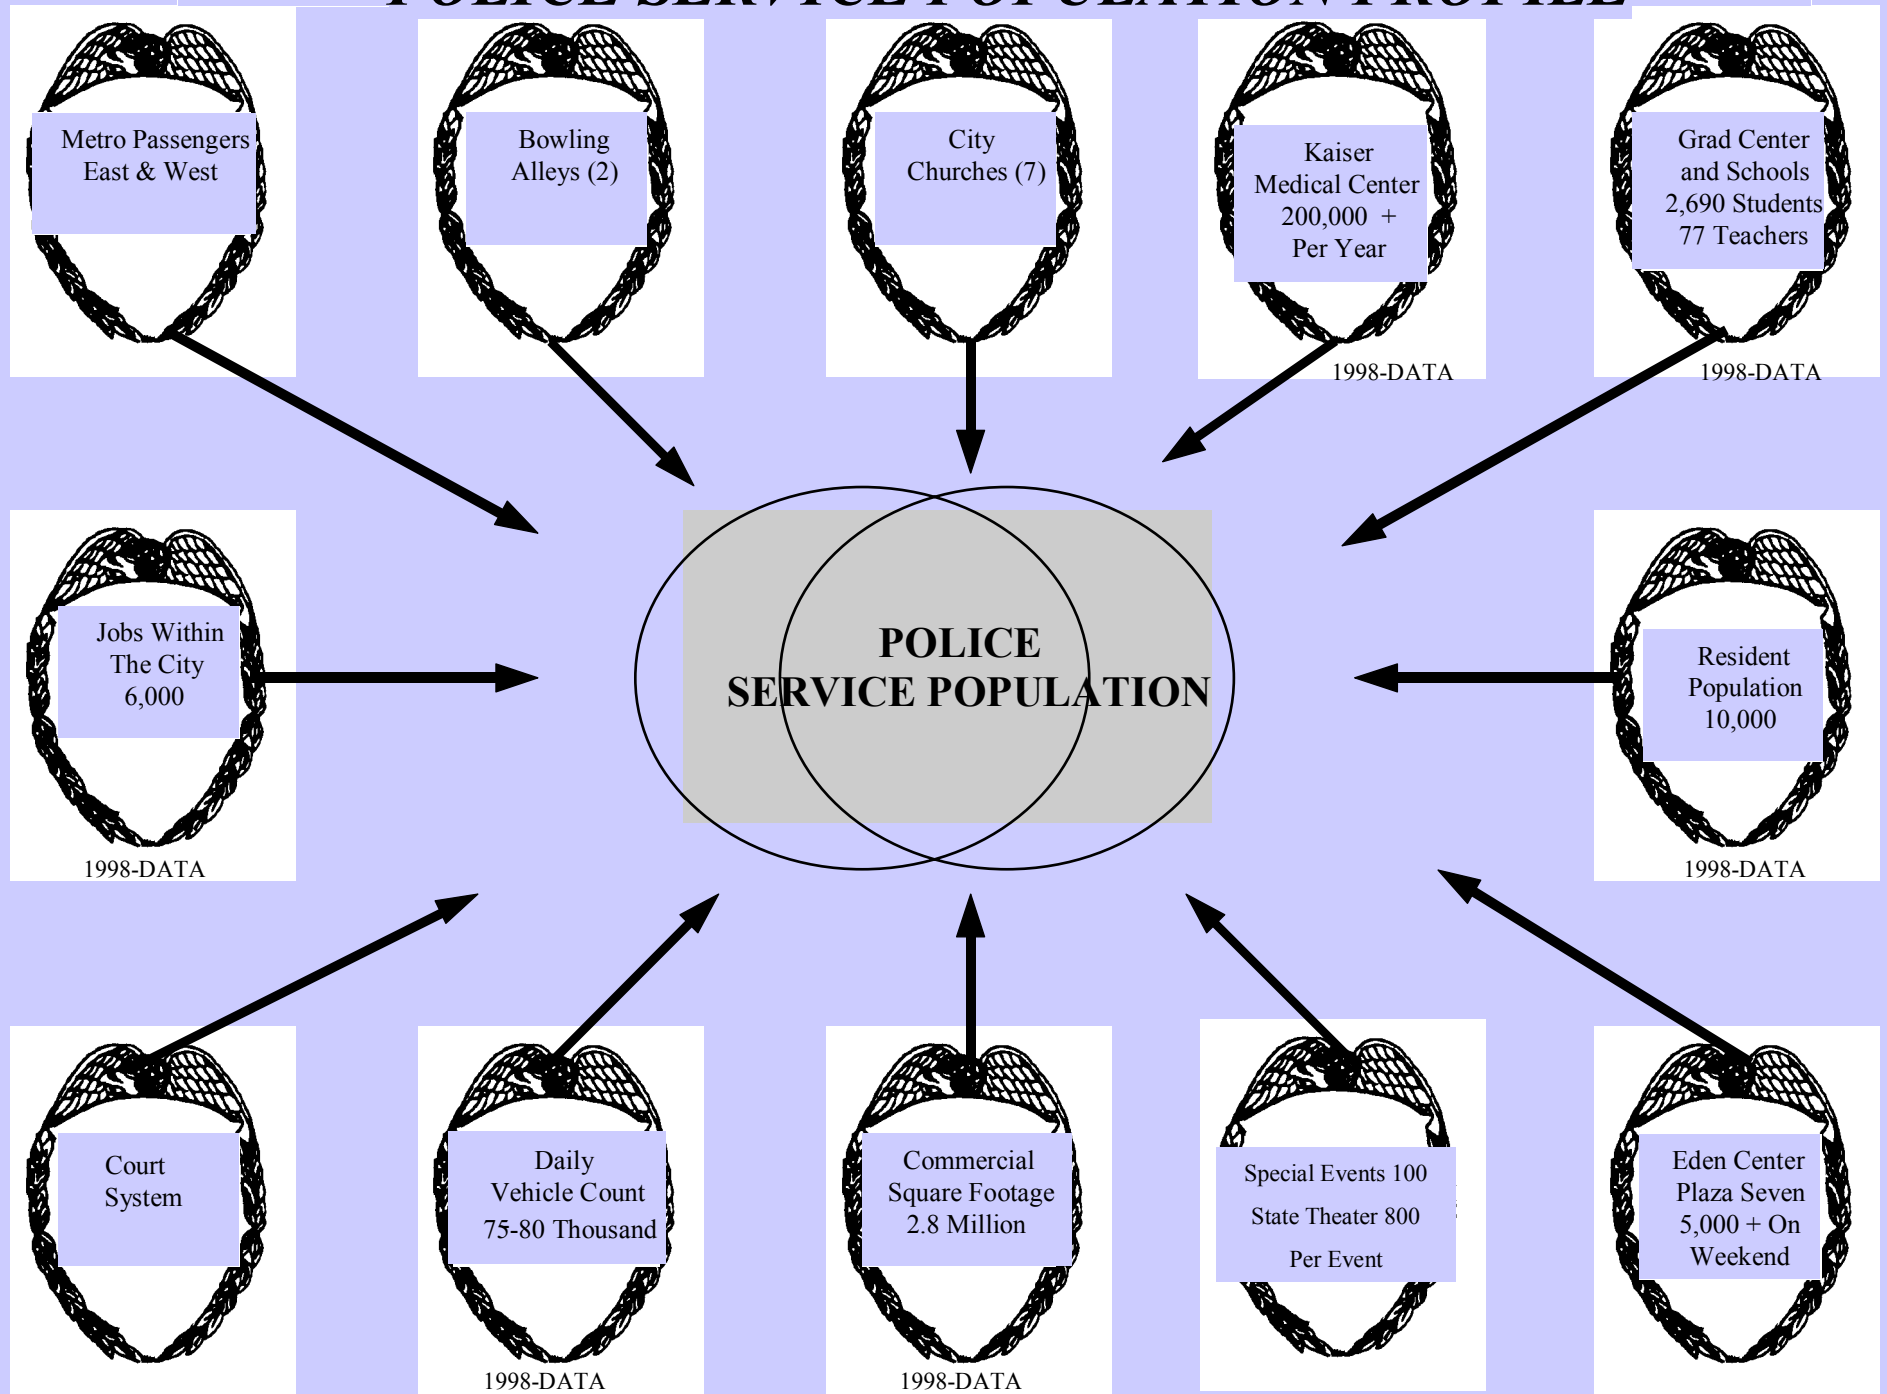 POLICE SERVICE POPULATION PROFILE
Metro Passengers
East & West
Bowling
Alleys (2)
City
Churches (7)
Kaiser
Medical Center
200,000 +
Per Year
1998-DATA
Grad Center
and Schools
2,690 Students
77 Teachers
1998-DATA
Jobs Within
The City
6,000
1998-DATA
POLICE
SERVICE POPULATION
Resident
Population
10,000
1998-DATA
Court
System
Daily
Vehicle Count
75-80 Thousand
1998-DATA
Commercial
Square Footage
2.8 Million
1998-DATA
Special Events 100
State Theater 800
Per Event
Eden Center
Plaza Seven
5,000 + On
Weekend